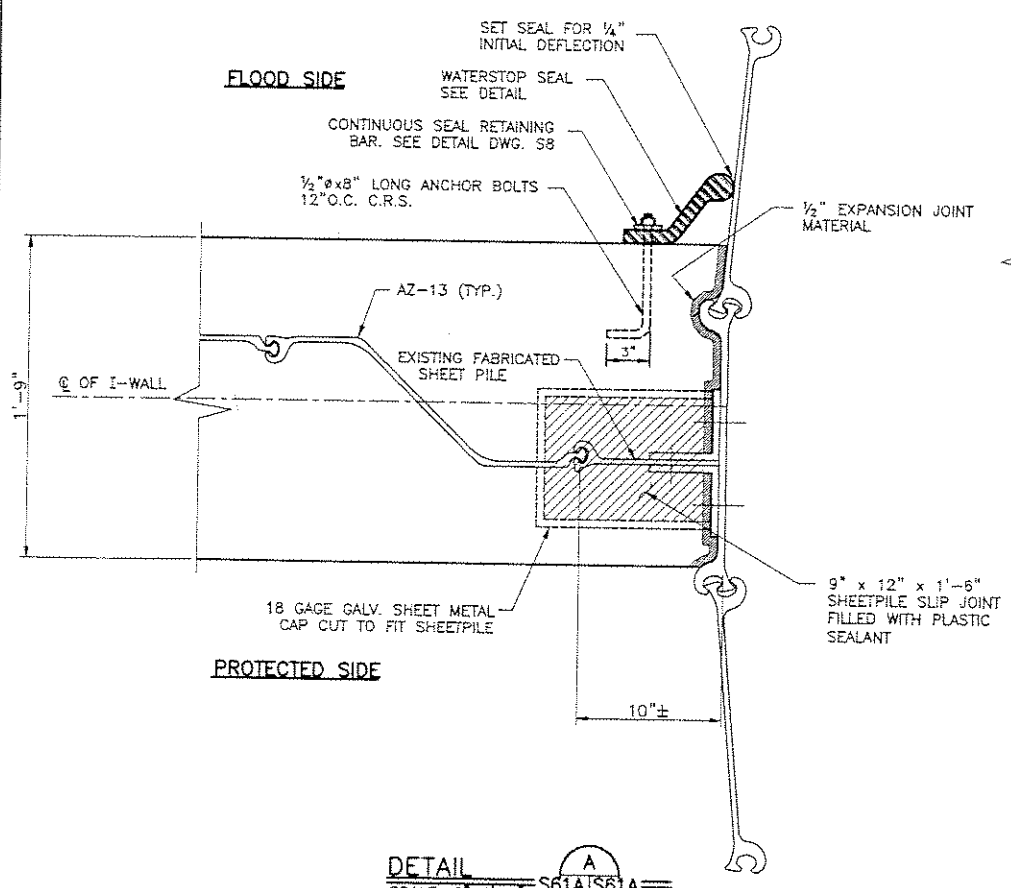 SET SEAL FOR ¼"
INITIAL DEFLECTION
FLOOD SIDE
WATERSTOP SEAL
SEE DETAIL
CONTINUOUS SEAL RETAINING
BAR. SEE DETAIL DWG. S8
½"øx8" LONG ANCHOR BOLTS
12"O.C. C.R.S.
½" EXPANSION JOINT
MATERIAL
AZ-13 (TYP.)
3"
EXISTING FABRICATED
SHEET PILE
℄ OF I-WALL
1'-9"
9" x 12" x 1'-6"
SHEETPILE SLIP JOINT
FILLED WITH PLASTIC
SEALANT
18 GAGE GALV. SHEET METAL
CAP CUT TO FIT SHEETPILE
PROTECTED SIDE
10"±
DETAIL
A
S61A S61A